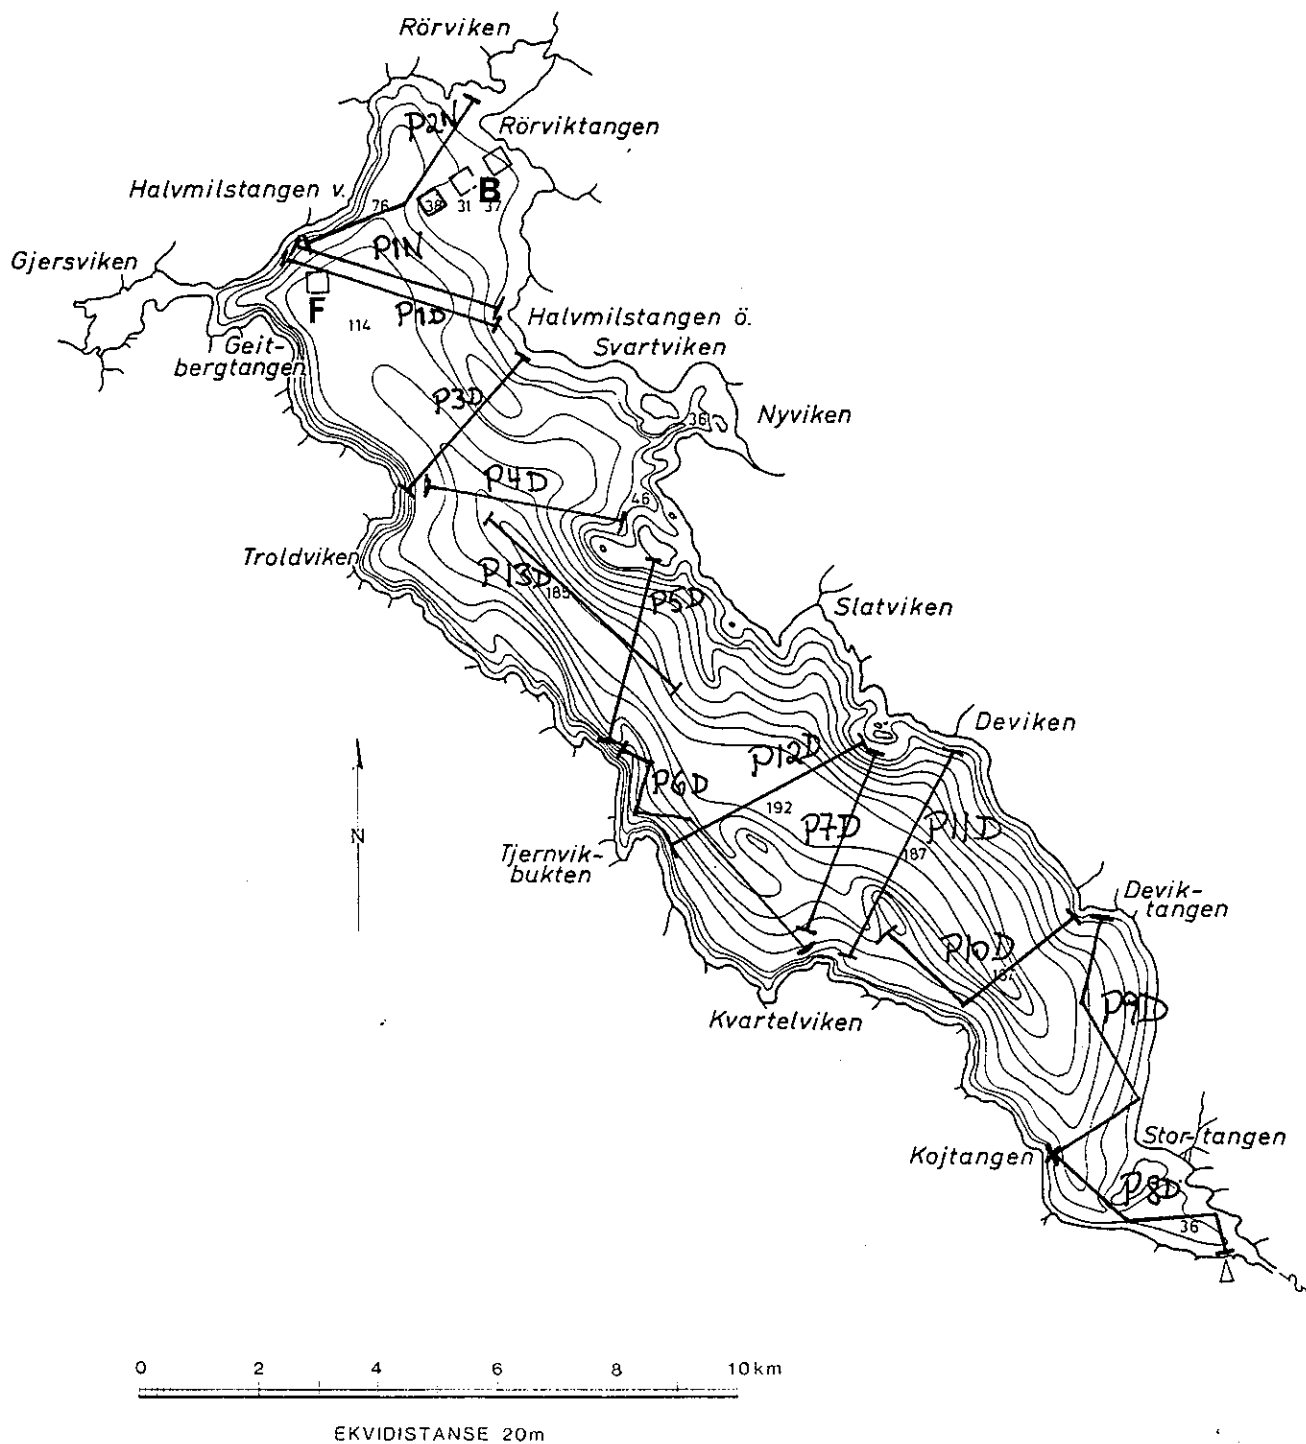 Rörviken
P2N
Rörviktangen
B
Halvmilstangen v.
76
38
31
37
P1N
Gjersviken
F
P1D
114
Halvmilstangen ö.
Geit-
bergtangen
Svartviken
P3D
Nyviken
36
P4D
46
Troldviken
P13D
185
P5D
Slatviken
Deviken
P12D
P6D
192
P7D
P11D
187
N
Tjernvik-
bukten
Devik-
tangen
P10D
P9D
Kvartelviken
Stor-tangen
Kojtangen
P8D
36
0 2 4 6 8 10 km
EKVIDISTANSE 20m